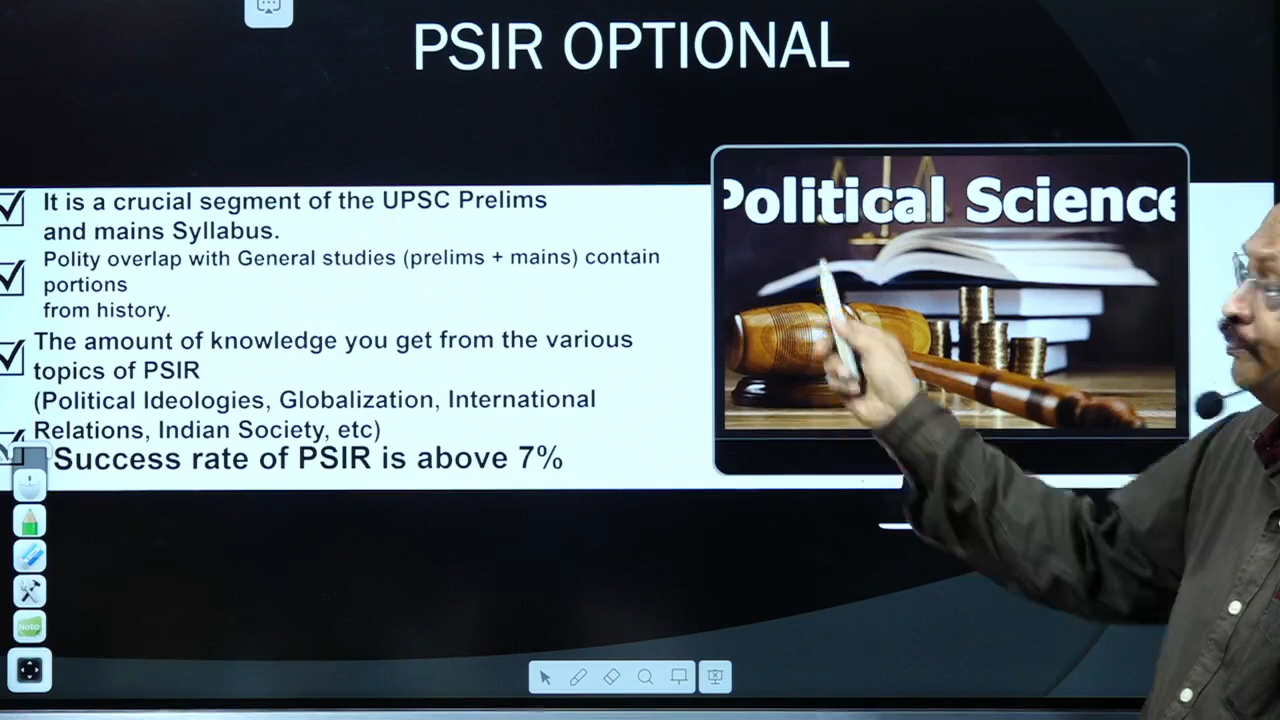 PSIR OPTIONAL
It is a crucial segment of the UPSC Prelims
and mains Syllabus.
Polity overlap with General studies (prelims + mains) contain
portions
from history.
The amount of knowledge you get from the various
topics of PSIR
(Political Ideologies, Globalization, International
Relations, Indian Society, etc)
Success rate of PSIR is above 7%
Political Science
Note